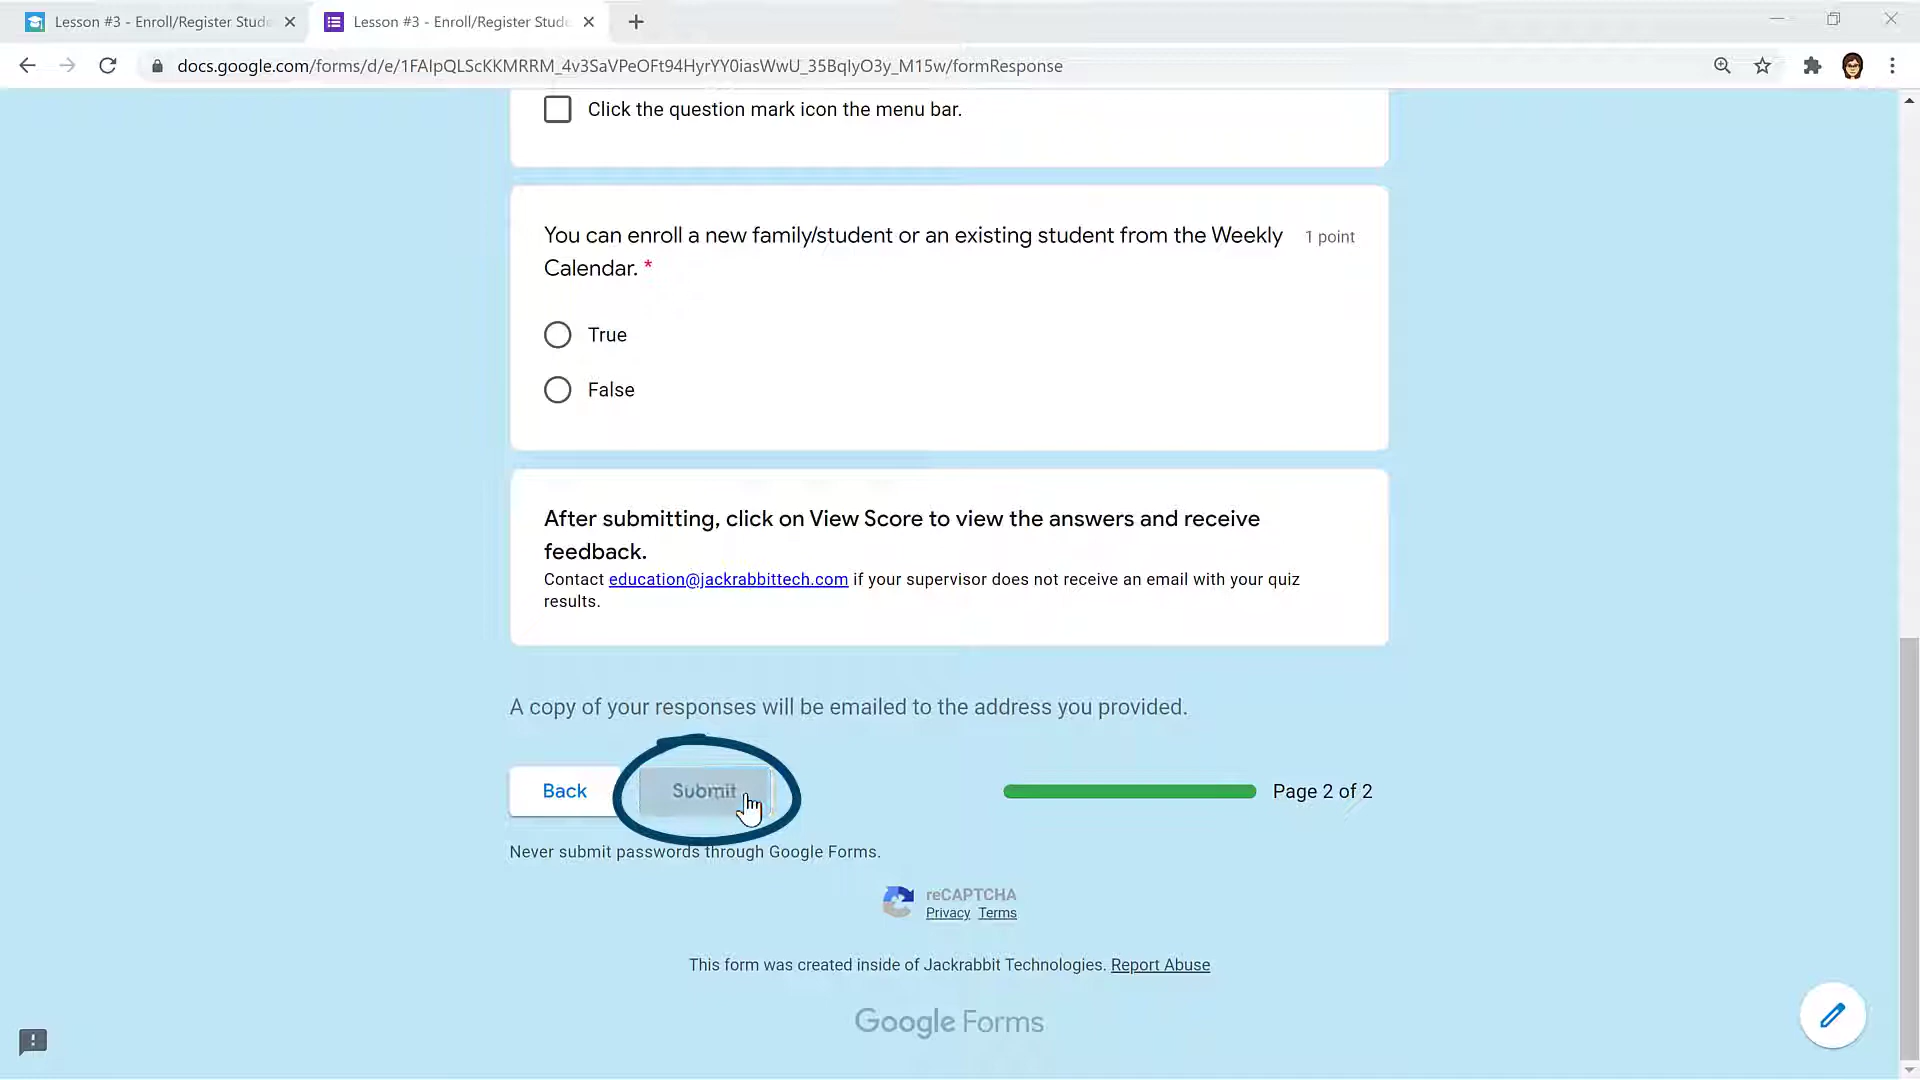 Lesson #3 - Enroll/Register Stude
Lesson #3 - Enroll/Register Stude
docs.google.com/forms/d/e/1FAIpQLScKKMRRM_4v3SaVPeOFt94HyrYY0iasWwU_35BqIyO3y_M15w/formResponse
Click the question mark icon the menu bar.
You can enroll a new family/student or an existing student from the Weekly
Calendar. *
1 point
True
False
After submitting, click on View Score to view the answers and receive
feedback.
Contact education@jackrabbittech.com if your supervisor does not receive an email with your quiz
results.
A copy of your responses will be emailed to the address you provided.
Back
Submit
Page 2 of 2
Never submit passwords through Google Forms.
reCAPTCHA
Privacy Terms
This form was created inside of Jackrabbit Technologies. Report Abuse
Google Forms